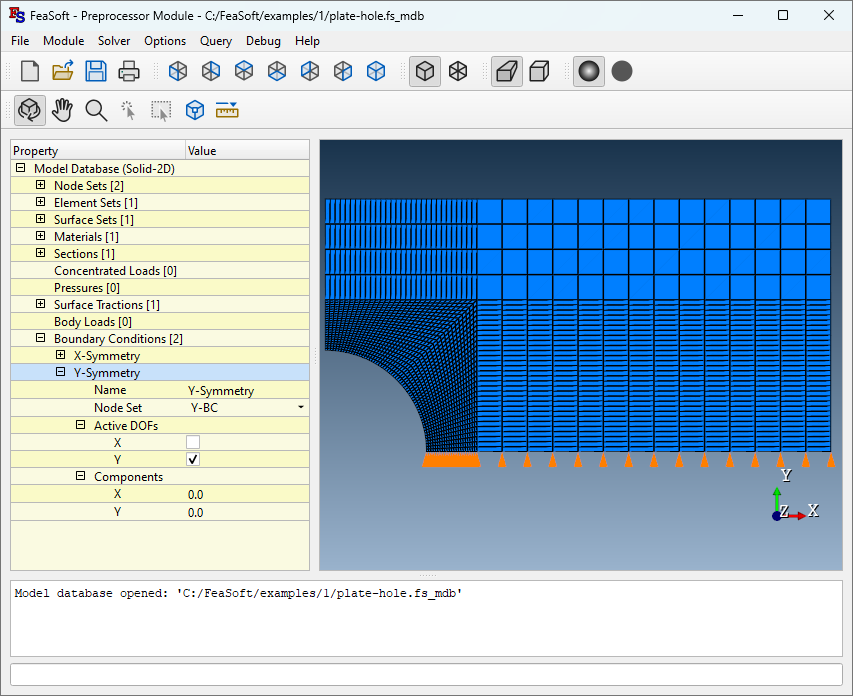 FS FeaSoft - Preprocessor Module - C:/FeaSoft/examples/1/plate-hole.fs_mdb
File Module Solver Options Query Debug Help
Property Value
Model Database (Solid-2D)
Node Sets [2]
Element Sets [1]
Surface Sets [1]
Materials [1]
Sections [1]
Concentrated Loads [0]
Pressures [0]
Surface Tractions [1]
Body Loads [0]
Boundary Conditions [2]
X-Symmetry
Y-Symmetry
Name Y-Symmetry
Node Set Y-BC
Active DOFs
X
Y
Components
X 0.0
Y 0.0
Y
Z X
Model database opened: 'C:/FeaSoft/examples/1/plate-hole.fs_mdb'